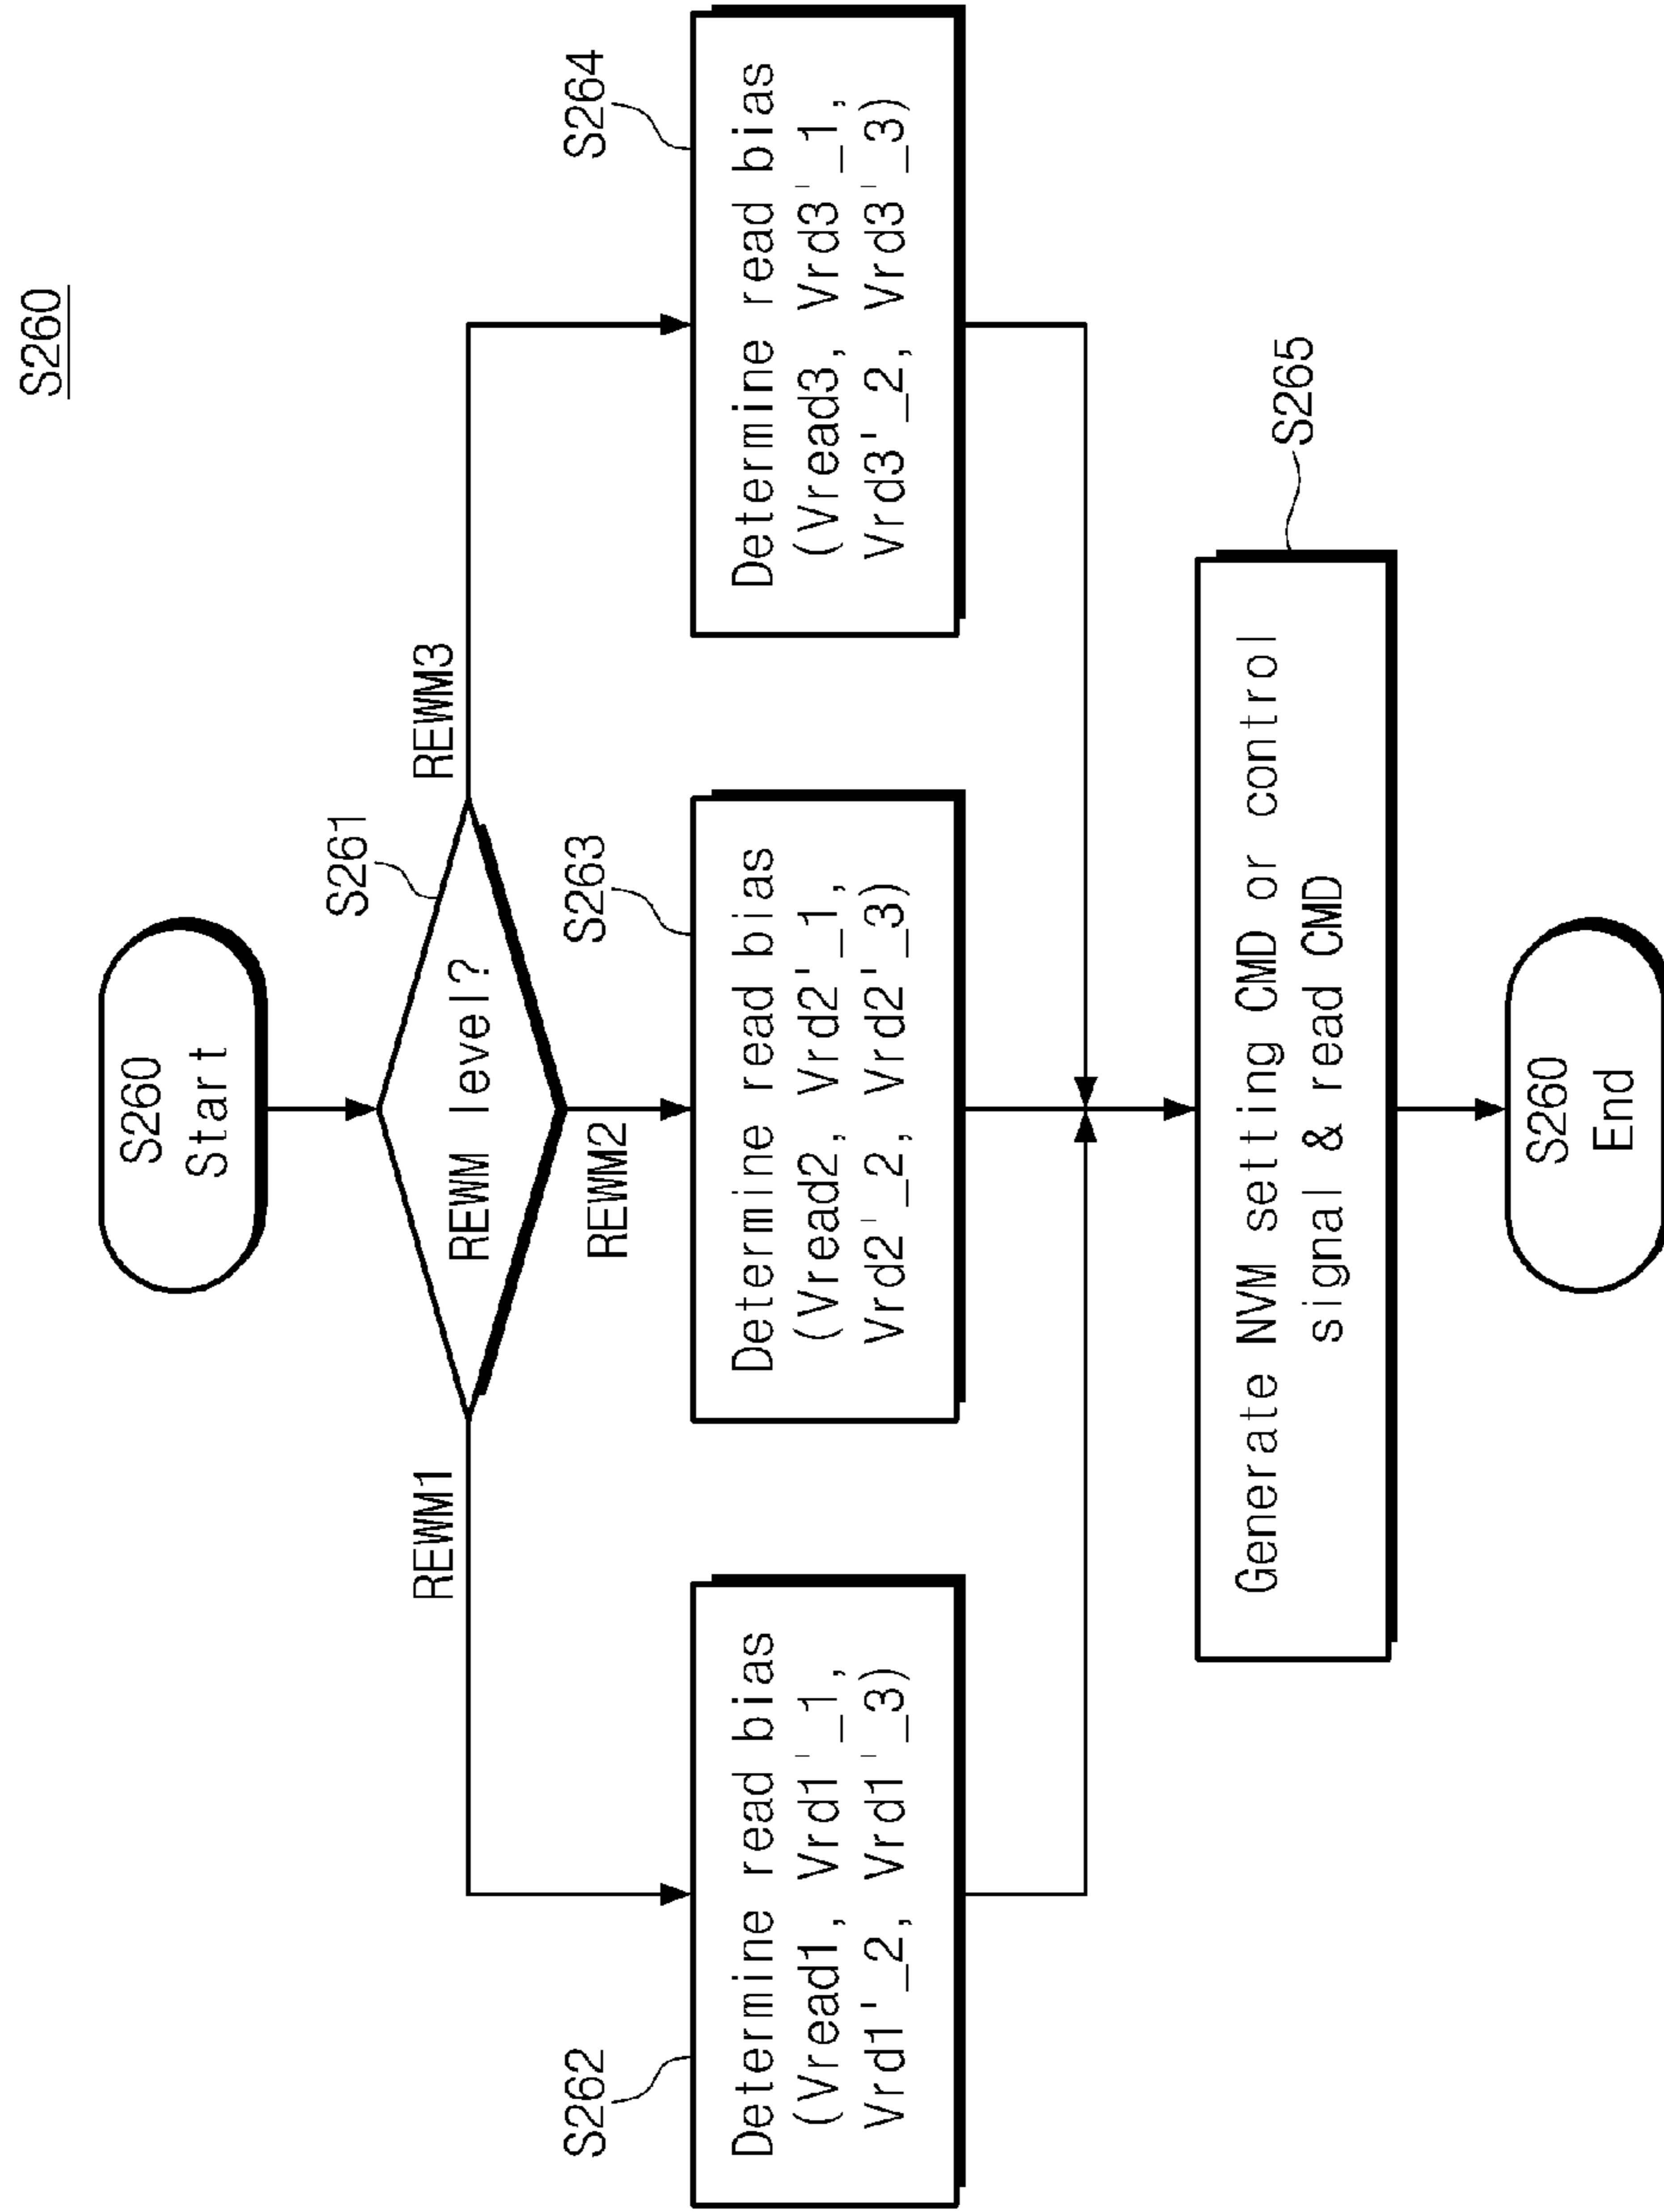 S260
S260
Start
S261
REWM level?
REWM1
REWM2
REWM3
S262
Determine read bias
(Vread1, Vrd1'_1,
Vrd1'_2, Vrd1'_3)
S263
Determine read bias
(Vread2, Vrd2'_1,
Vrd2'_2, Vrd2'_3)
S264
Determine read bias
(Vread3, Vrd3'_1,
Vrd3'_2, Vrd3'_3)
S265
Generate NVM setting CMD or control
signal & read CMD
S260
End